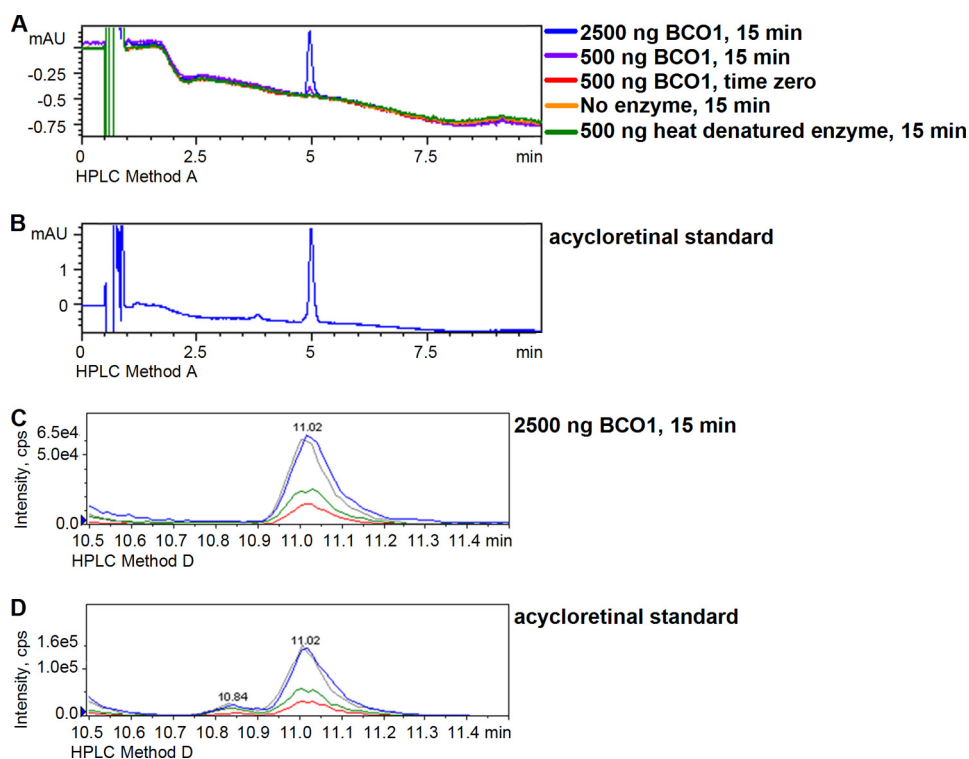 A
mAU
-0.25
-0.5
-0.75
0 2.5 5 7.5 min
HPLC Method A
2500 ng BCO1, 15 min
500 ng BCO1, 15 min
500 ng BCO1, time zero
No enzyme, 15 min
500 ng heat denatured enzyme, 15 min
B
mAU
1
0
0 2.5 5 7.5 min
HPLC Method A
acycloretinal standard
C
Intensity, cps
6.5e4
5.0e4
0.0
11.02
10.5 10.6 10.7 10.8 10.9 11.0 11.1 11.2 11.3 11.4 min
HPLC Method D
2500 ng BCO1, 15 min
D
Intensity, cps
1.6e5
1.0e5
0.0
10.84
11.02
10.5 10.6 10.7 10.8 10.9 11.0 11.1 11.2 11.3 11.4 min
HPLC Method D
acycloretinal standard